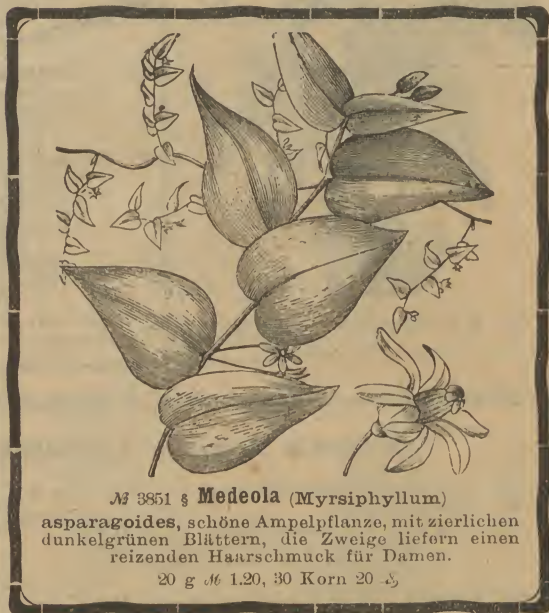 № 3851 § Medeola (Myrsiphyllum)
asparagoides, schöne Ampelpflanze, mit zierlichen
dunkelgrünen Blättern, die Zweige liefern einen
reizenden Haarschmuck für Damen.
20 g ℳ 1.20, 30 Korn 20 ₰